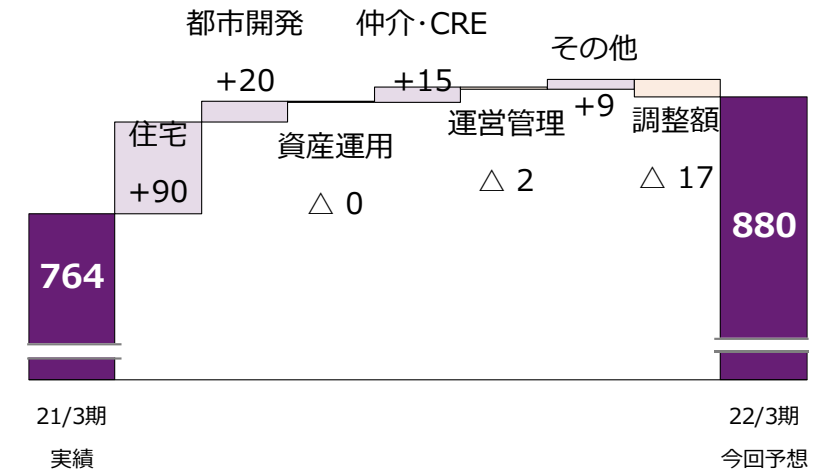 都市開発
+20
仲介･CRE
+15
その他
+9
住宅
+90
資産運用
△ 0
運営管理
△ 2
調整額
△ 17
764
880
21/3期
実績
22/3期
今回予想